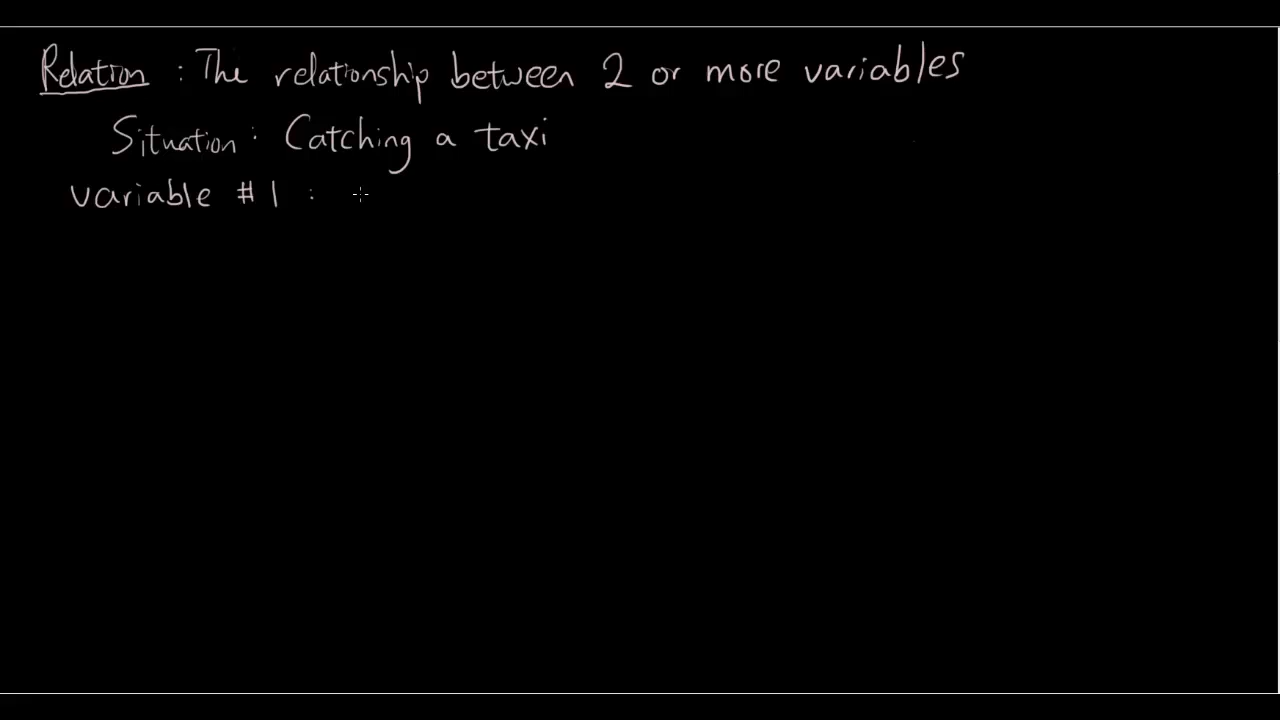 Relation : The relationship between 2 or more variables
Situation : Catching a taxi
variable # 1 :